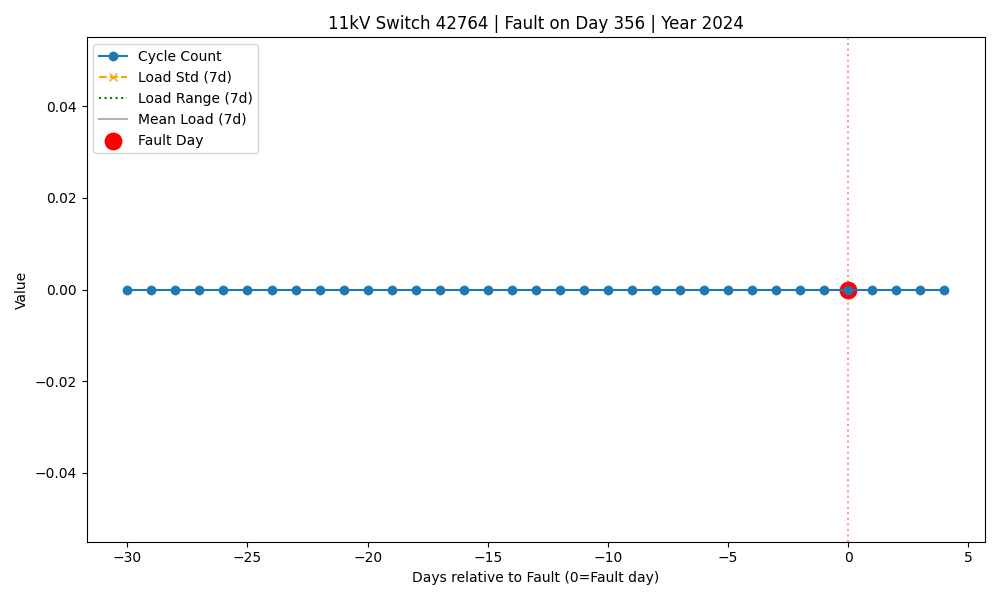 11kV Switch 42764 | Fault on Day 356 | Year 2024
Cycle Count
Load Std (7d)
Load Range (7d)
Mean Load (7d)
Fault Day
0.04
0.02
0.00
−0.02
−0.04
Value
−30
−25
−20
−15
−10
−5
0
5
Days relative to Fault (0=Fault day)